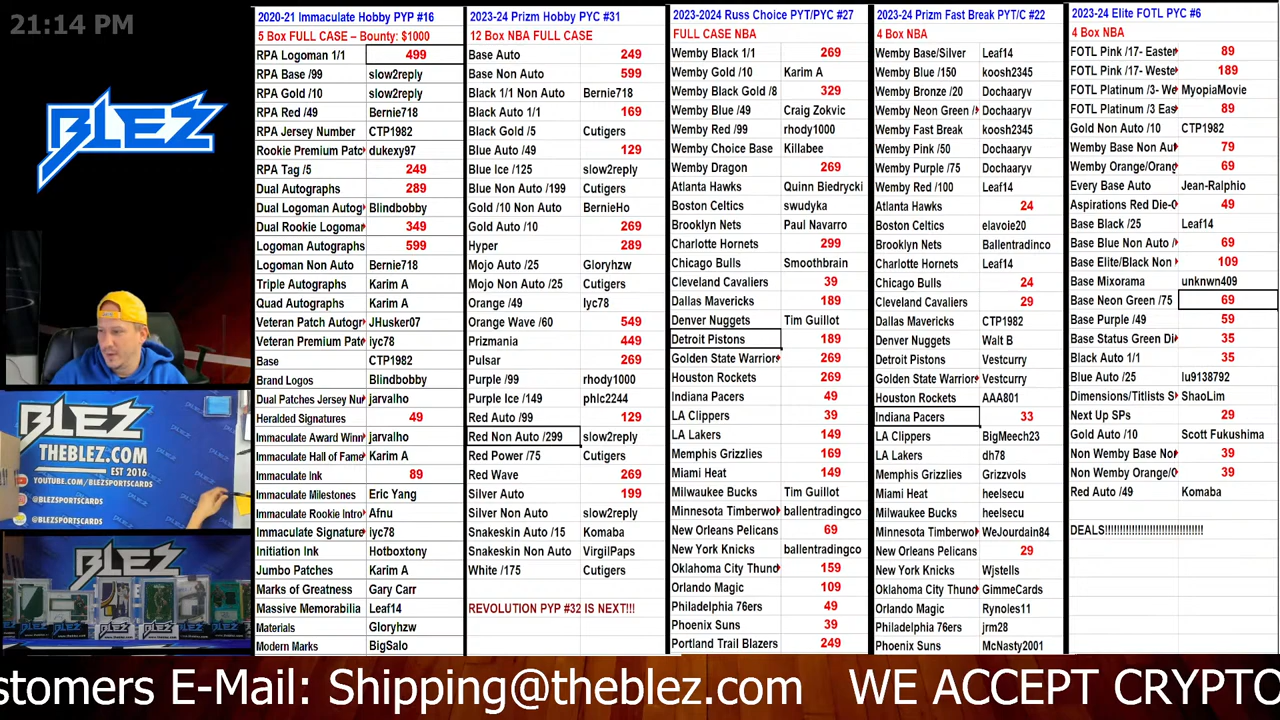 21:14 PM
BLEZ
BLEZ
THEBLEZ.COM
EST 2016
YOUTUBE.COM/BLEZSPORTSCARDS
@BLEZSPORTSCARDS
@BLEZSPORTSCARDS
BLEZ
2020-21 Immaculate Hobby PYP #16
5 Box FULL CASE – Bounty: $1000
RPA Logoman 1/1 499
RPA Base /99 slow2reply
RPA Gold /10 slow2reply
RPA Red /49 Bernie718
RPA Jersey Number CTP1982
Rookie Premium Patc dukexy97
RPA Tag /5 249
Dual Autographs 289
Dual Logoman Autog Blindbobby
Dual Rookie Logoma 349
Logoman Autographs 599
Logoman Non Auto Bernie718
Triple Autographs Karim A
Quad Autographs Karim A
Veteran Patch Autogr JHusker07
Veteran Premium Pat iyc78
Base CTP1982
Brand Logos Blindbobby
Dual Patches Jersey Nu jarvalho
Heralded Signatures 49
Immaculate Award Winn jarvalho
Immaculate Hall of Fame Karim A
Immaculate Ink 89
Immaculate Milestones Eric Yang
Immaculate Rookie Intro Afnu
Immaculate Signature iyc78
Initiation Ink Hotboxtony
Jumbo Patches Karim A
Marks of Greatness Gary Carr
Massive Memorabilia Leaf14
Materials Gloryhzw
Modern Marks BigSalo
2023-24 Prizm Hobby PYC #31
12 Box NBA FULL CASE
Base Auto 249
Base Non Auto 599
Black 1/1 Non Auto Bernie718
Black Auto 1/1 169
Black Gold /5 Cutigers
Blue Auto /49 129
Blue Ice /125 slow2reply
Blue Non Auto /199 Cutigers
Gold /10 Non Auto BernieHo
Gold Auto /10 269
Hyper 289
Mojo Auto /25 Gloryhzw
Mojo Non Auto /25 Cutigers
Orange /49 Iyc78
Orange Wave /60 549
Prizmania 449
Pulsar 269
Purple /99 rhody1000
Purple Ice /149 phlc2244
Red Auto /99 129
Red Non Auto /299 slow2reply
Red Power /75 Cutigers
Red Wave 269
Silver Auto 199
Silver Non Auto slow2reply
Snakeskin Auto /15 Komaba
Snakeskin Non Auto VirgilPaps
White /175 Cutigers
REVOLUTION PYP #32 IS NEXT!!!
2023-2024 Russ Choice PYT/PYC #27
FULL CASE NBA
Wemby Black 1/1 269
Wemby Gold /10 Karim A
Wemby Black Gold /8 329
Wemby Blue /49 Craig Zokvic
Wemby Red /99 rhody1000
Wemby Choice Base Killabee
Wemby Dragon 269
Atlanta Hawks Quinn Biedrycki
Boston Celtics swudyka
Brooklyn Nets Paul Navarro
Charlotte Hornets 299
Chicago Bulls Smoothbrain
Cleveland Cavaliers 39
Dallas Mavericks 189
Denver Nuggets Tim Guillot
Detroit Pistons 189
Golden State Warrior 269
Houston Rockets 269
Indiana Pacers 49
LA Clippers 39
LA Lakers 149
Memphis Grizzlies 169
Miami Heat 149
Milwaukee Bucks Tim Guillot
Minnesota Timberwo ballentradingco
New Orleans Pelicans 69
New York Knicks ballentradingco
Oklahoma City Thund 159
Orlando Magic 109
Philadelphia 76ers 49
Phoenix Suns 39
Portland Trail Blazers 249
2023-24 Prizm Fast Break PYT/C #22
4 Box NBA
Wemby Base/Silver Leaf14
Wemby Blue /150 koosh2345
Wemby Bronze /20 Dochaaryv
Wemby Neon Green / Dochaaryv
Wemby Fast Break koosh2345
Wemby Pink /50 Dochaaryv
Wemby Purple /75 Dochaaryv
Wemby Red /100 Leaf14
Atlanta Hawks 24
Boston Celtics elavoie20
Brooklyn Nets Ballentradinco
Charlotte Hornets Leaf14
Chicago Bulls 24
Cleveland Cavaliers 29
Dallas Mavericks CTP1982
Denver Nuggets Walt B
Detroit Pistons Vestcurry
Golden State Warrior Vestcurry
Houston Rockets AAA801
Indiana Pacers 33
LA Clippers BigMeech23
LA Lakers dh78
Memphis Grizzlies Grizzvols
Miami Heat heelsecu
Milwaukee Bucks heelsecu
Minnesota Timberwo WeJourdain84
New Orleans Pelicans 29
New York Knicks Wjstells
Oklahoma City Thund GimmeCards
Orlando Magic Rynoles11
Philadelphia 76ers jrm28
Phoenix Suns McNasty2001
2023-24 Elite FOTL PYC #6
4 Box NBA
FOTL Pink /17- Easter 89
FOTL Pink /17- Weste 189
FOTL Platinum /3- We MyopiaMovie
FOTL Platinum /3 Eas 89
Gold Non Auto /10 CTP1982
Wemby Base Non Au 79
Wemby Orange/Orang 69
Every Base Auto Jean-Ralphio
Aspirations Red Die-C 49
Base Black /25 Leaf14
Base Blue Non Auto / 69
Base Elite/Black Non 109
Base Mixorama unknwn409
Base Neon Green /75 69
Base Purple /49 59
Base Status Green Di 35
Black Auto 1/1 35
Blue Auto /25 lu9138792
Dimensions/Titlists S ShaoLim
Next Up SPs 29
Gold Auto /10 Scott Fukushima
Non Wemby Base Nor 39
Non Wemby Orange/O 39
Red Auto /49 Komaba
DEALS!!!!!!!!!!!!!!!!!!!!!!!!!!!!!!!!!
stomers E-Mail: Shipping@theblez.com WE ACCEPT CRYPTO